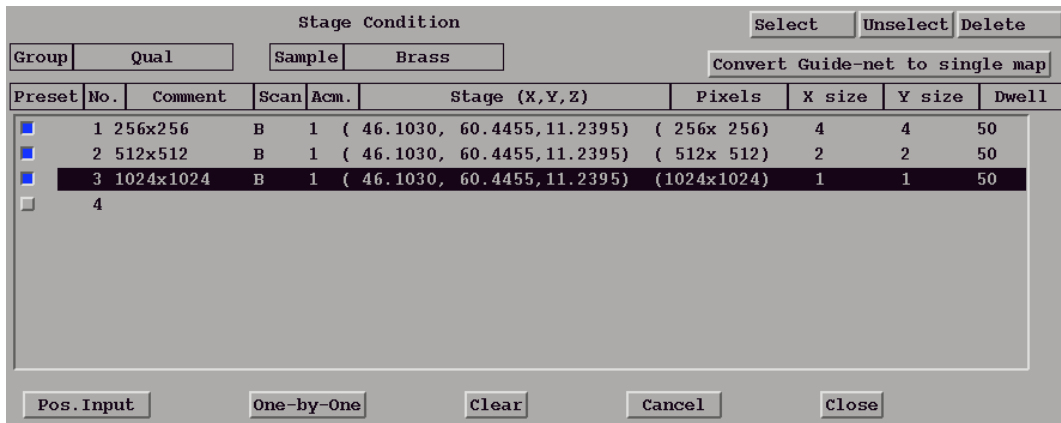 Stage Condition Select Unselect Delete
Group Qual Sample Brass
Convert Guide-net to single map
Preset No. Comment Scan Acm. Stage (X,Y,Z) Pixels X size Y size Dwell
1 256x256 B 1 ( 46.1030, 60.4455,11.2395) ( 256x 256) 4 4 50
2 512x512 B 1 ( 46.1030, 60.4455,11.2395) ( 512x 512) 2 2 50
3 1024x1024 B 1 ( 46.1030, 60.4455,11.2395) (1024x1024) 1 1 50
4
Pos.Input One-by-One Clear Cancel Close